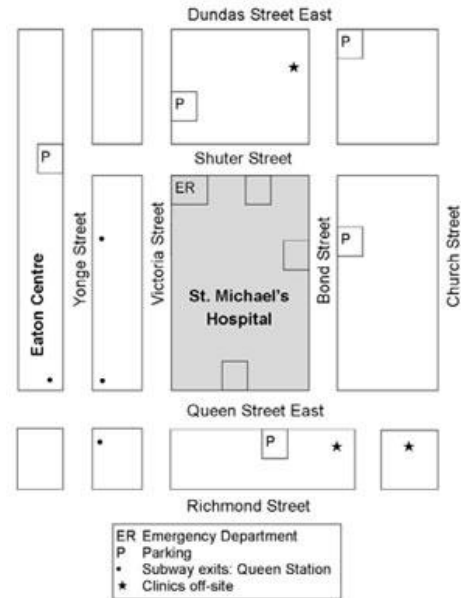 Dundas Street East
P
P
Shuter Street
P
ER
Eaton Centre
Yonge Street
Victoria Street
St. Michael's
Hospital
Bond Street
P
Church Street
Queen Street East
P
Richmond Street
ER Emergency Department
P Parking
• Subway exits: Queen Station
★ Clinics off-site